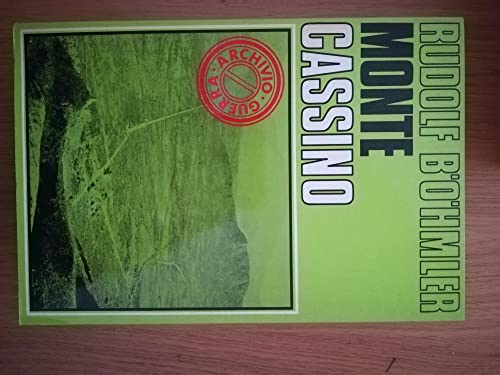 RUDOLF BÖHMLER
MONTE
CASSINO
ARCHIVIO · GUERRA ·